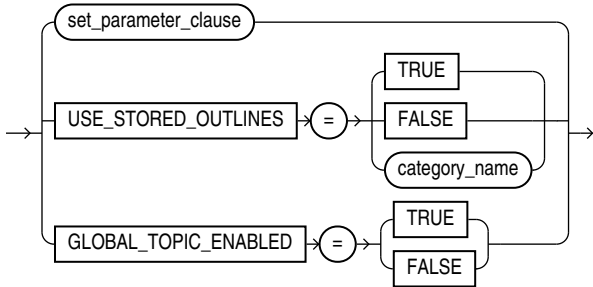 set_parameter_clause
TRUE
USE_STORED_OUTLINES = FALSE
category_name
TRUE
GLOBAL_TOPIC_ENABLED =
FALSE